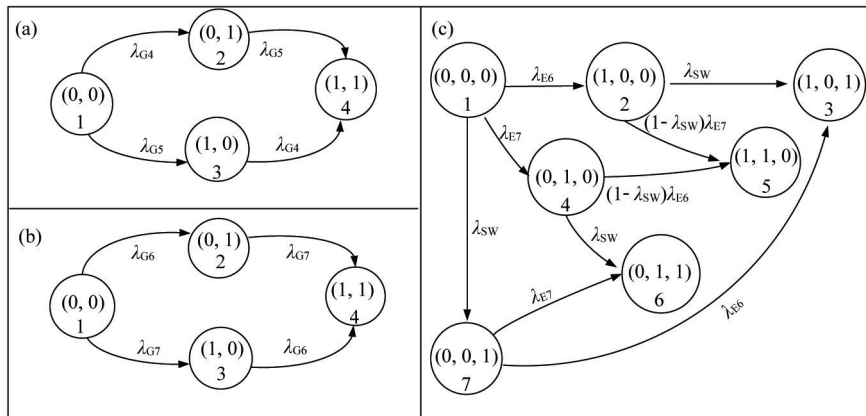 (a)
λG4
(0, 1)
2
λG5
(0, 0)
1
(1, 1)
4
λG5
(1, 0)
3
λG4
(b)
λG6
(0, 1)
2
λG7
(0, 0)
1
(1, 1)
4
λG7
(1, 0)
3
λG6
(c)
(0, 0, 0)
1
λE6
(1, 0, 0)
2
λSW
(1, 0, 1)
3
λE7
(1- λSW)λE7
(0, 1, 0)
4
(1- λSW)λE6
(1, 1, 0)
5
λSW
λSW
(0, 1, 1)
6
λE7
λE6
(0, 0, 1)
7